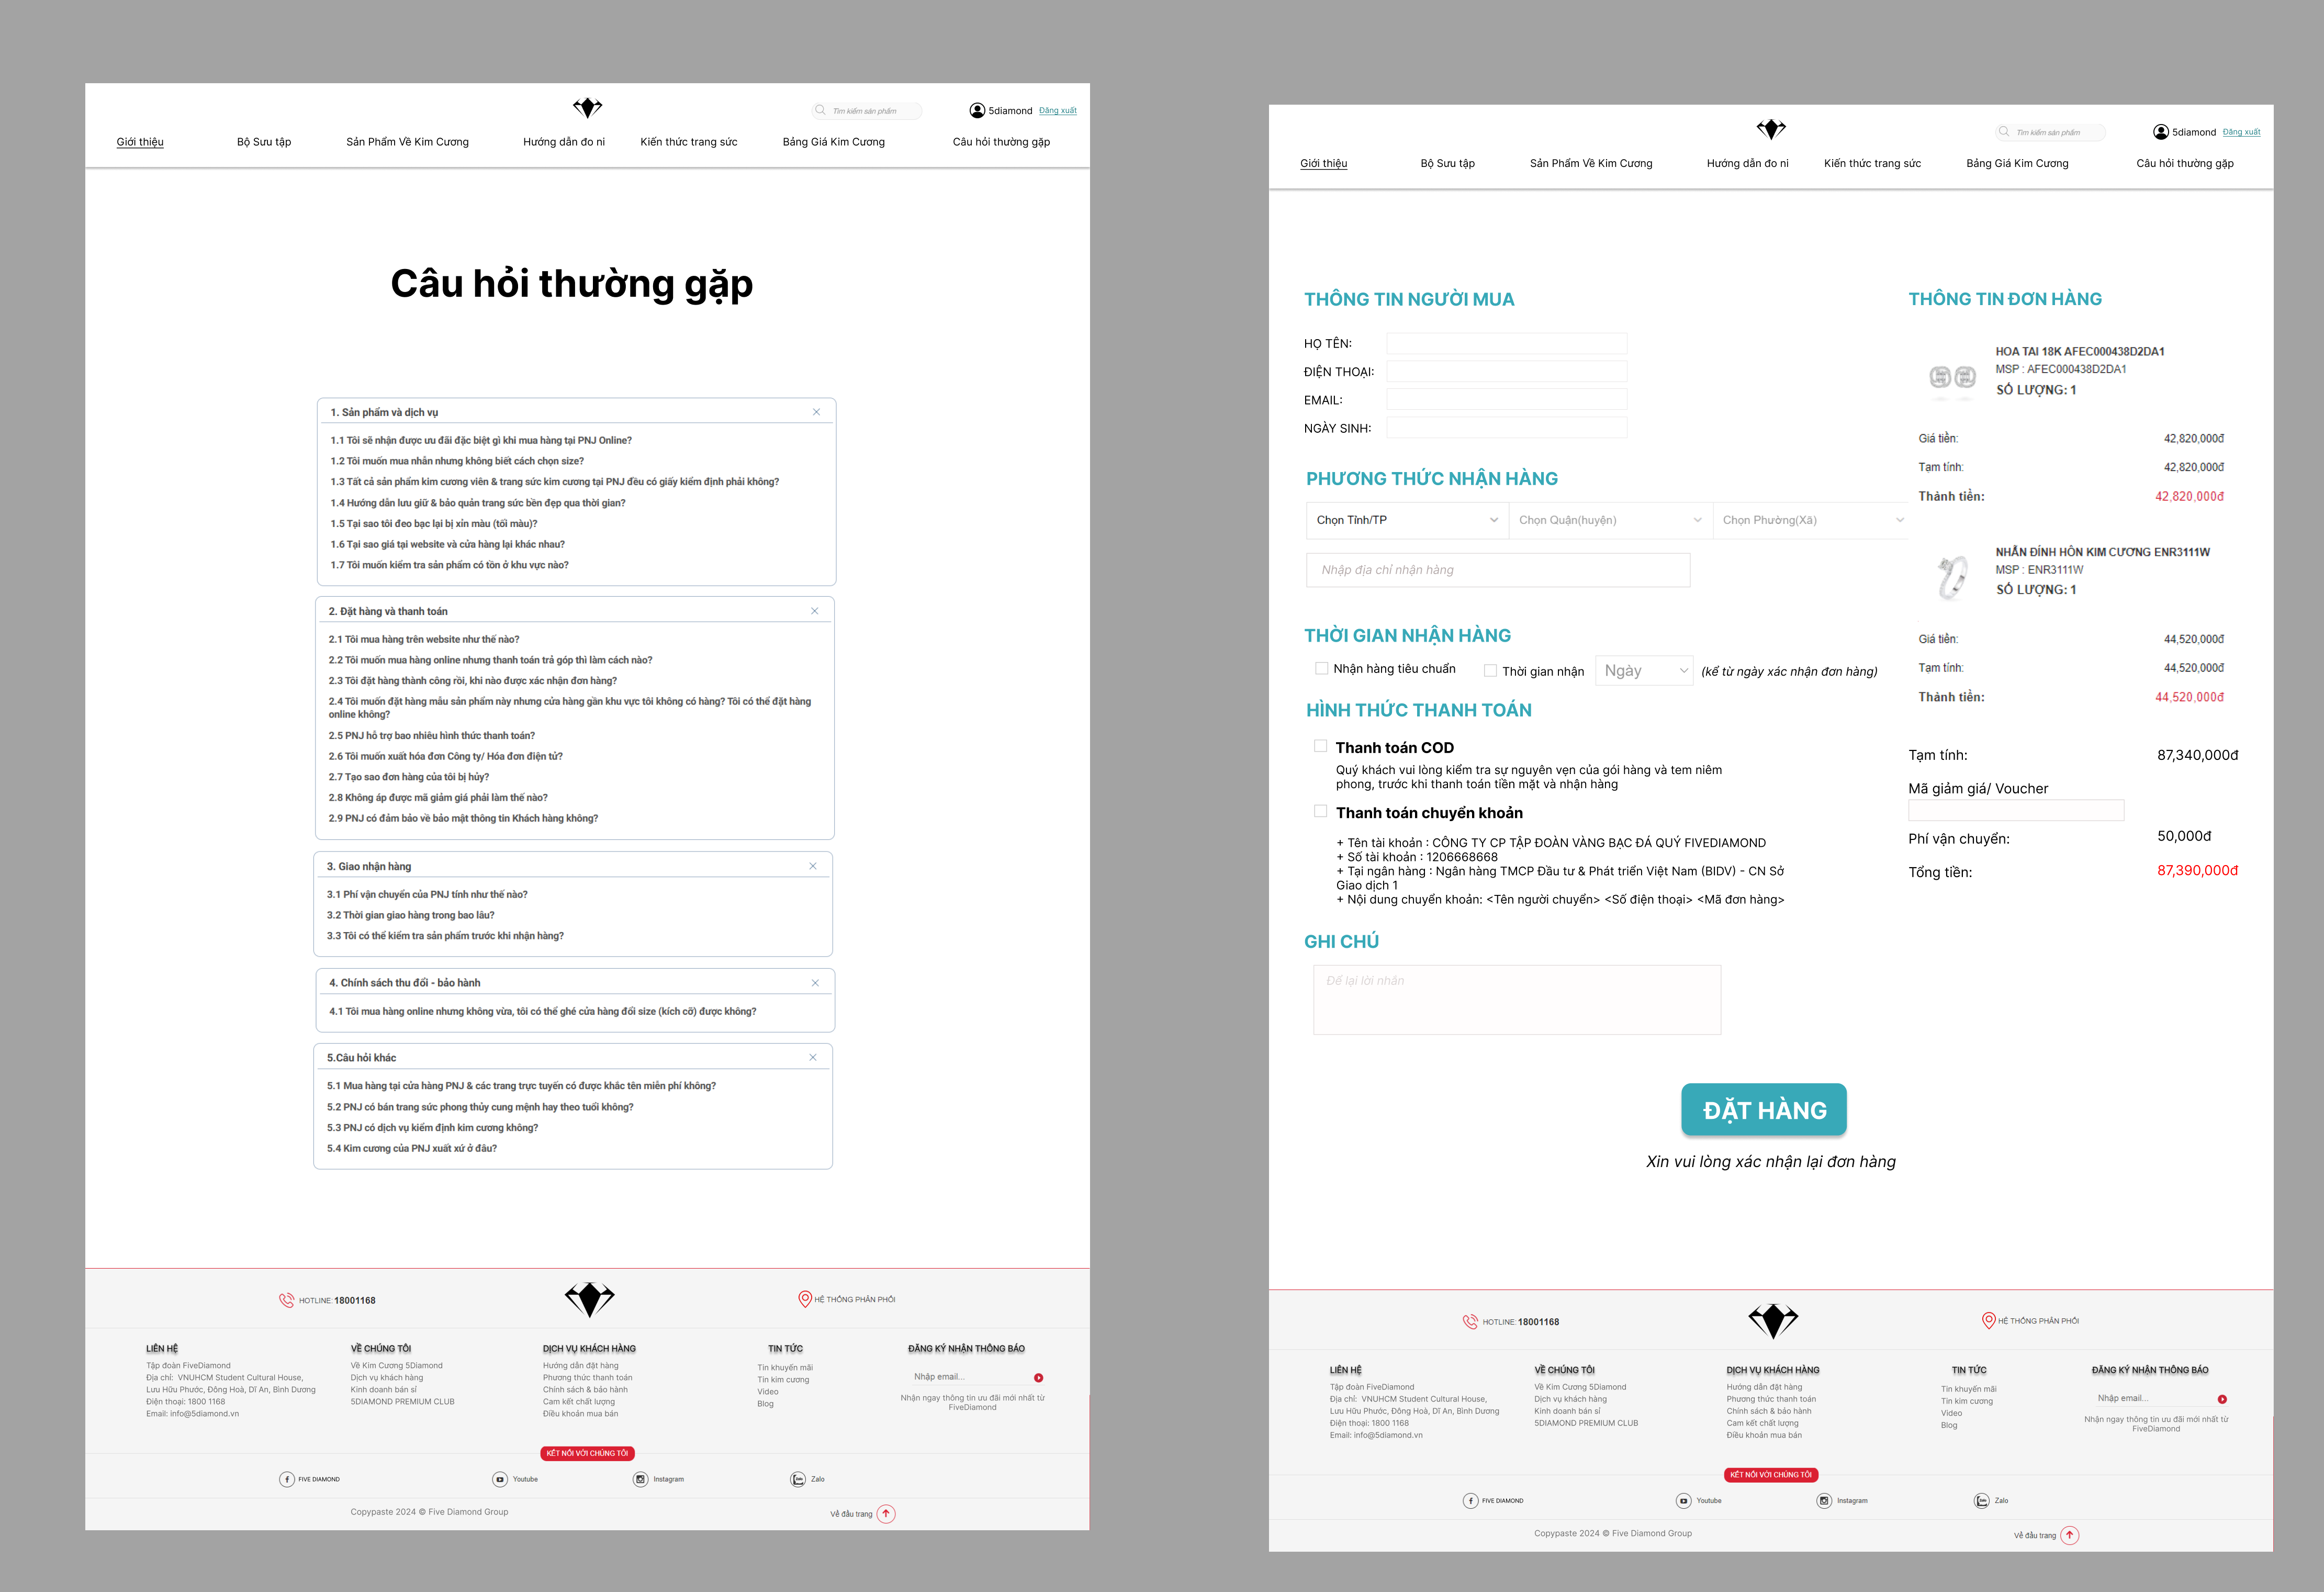 Tìm kiếm sản phẩm
5diamond Đăng xuất
Giới thiệu Bộ Sưu tập Sản Phẩm Về Kim Cương Hướng dẫn đo ni Kiến thức trang sức Bảng Giá Kim Cương Câu hỏi thường gặp
Câu hỏi thường gặp
1. Sản phẩm và dịch vụ
1.1 Tôi sẽ nhận được ưu đãi đặc biệt gì khi mua hàng tại PNJ Online?
1.2 Tôi muốn mua nhẫn nhưng không biết cách chọn size?
1.3 Tất cả sản phẩm kim cương viên & trang sức kim cương tại PNJ đều có giấy kiểm định phải không?
1.4 Hướng dẫn lưu giữ & bảo quản trang sức bền đẹp qua thời gian?
1.5 Tại sao tôi đeo bạc lại bị xỉn màu (tối màu)?
1.6 Tại sao giá tại website và cửa hàng lại khác nhau?
1.7 Tôi muốn kiểm tra sản phẩm có tồn ở khu vực nào?
2. Đặt hàng và thanh toán
2.1 Tôi mua hàng trên website như thế nào?
2.2 Tôi muốn mua hàng online nhưng thanh toán trả góp thì làm cách nào?
2.3 Tôi đặt hàng thành công rồi, khi nào được xác nhận đơn hàng?
2.4 Tôi muốn đặt hàng mẫu sản phẩm này nhưng cửa hàng gần khu vực tôi không có hàng? Tôi có thể đặt hàng
online không?
2.5 PNJ hỗ trợ bao nhiêu hình thức thanh toán?
2.6 Tôi muốn xuất hóa đơn Công ty/ Hóa đơn điện tử?
2.7 Tạo sao đơn hàng của tôi bị hủy?
2.8 Không áp được mã giảm giá phải làm thế nào?
2.9 PNJ có đảm bảo về bảo mật thông tin Khách hàng không?
3. Giao nhận hàng
3.1 Phí vận chuyển của PNJ tính như thế nào?
3.2 Thời gian giao hàng trong bao lâu?
3.3 Tôi có thể kiểm tra sản phẩm trước khi nhận hàng?
4. Chính sách thu đổi - bảo hành
4.1 Tôi mua hàng online nhưng không vừa, tôi có thể ghé cửa hàng đổi size (kích cỡ) được không?
5.Câu hỏi khác
5.1 Mua hàng tại cửa hàng PNJ & các trang trực tuyến có được khắc tên miễn phí không?
5.2 PNJ có bán trang sức phong thủy cung mệnh hay theo tuổi không?
5.3 PNJ có dịch vụ kiểm định kim cương không?
5.4 Kim cương của PNJ xuất xứ ở đâu?
HOTLINE: 18001168
HỆ THỐNG PHÂN PHỐI
LIÊN HỆ
Tập đoàn FiveDiamond
Địa chỉ: VNUHCM Student Cultural House,
Lưu Hữu Phước, Đông Hoà, Dĩ An, Bình Dương
Điện thoại: 1800 1168
Email: info@5diamond.vn
VỀ CHÚNG TÔI
Về Kim Cương 5Diamond
Dịch vụ khách hàng
Kinh doanh bán sỉ
5DIAMOND PREMIUM CLUB
DỊCH VỤ KHÁCH HÀNG
Hướng dẫn đặt hàng
Phương thức thanh toán
Chính sách & bảo hành
Cam kết chất lượng
Điều khoản mua bán
TIN TỨC
Tin khuyến mãi
Tin kim cương
Video
Blog
ĐĂNG KÝ NHẬN THÔNG BÁO
Nhập email...
Nhận ngay thông tin ưu đãi mới nhất từ
FiveDiamond
KẾT NỐI VỚI CHÚNG TÔI
FIVE DIAMOND
Youtube
Instagram
Zalo
Copypaste 2024 © Five Diamond Group
Về đầu trang
Tìm kiếm sản phẩm
5diamond Đăng xuất
Giới thiệu Bộ Sưu tập Sản Phẩm Về Kim Cương Hướng dẫn đo ni Kiến thức trang sức Bảng Giá Kim Cương Câu hỏi thường gặp
THÔNG TIN NGƯỜI MUA
HỌ TÊN:
ĐIỆN THOẠI:
EMAIL:
NGÀY SINH:
PHƯƠNG THỨC NHẬN HÀNG
Chọn Tỉnh/TP Chọn Quận(huyện) Chọn Phường(Xã)
Nhập địa chỉ nhận hàng
THỜI GIAN NHẬN HÀNG
Nhận hàng tiêu chuẩn Thời gian nhận Ngày (kể từ ngày xác nhận đơn hàng)
HÌNH THỨC THANH TOÁN
Thanh toán COD
Quý khách vui lòng kiểm tra sự nguyên vẹn của gói hàng và tem niêm
phong, trước khi thanh toán tiền mặt và nhận hàng
Thanh toán chuyển khoản
+ Tên tài khoản : CÔNG TY CP TẬP ĐOÀN VÀNG BẠC ĐÁ QUÝ FIVEDIAMOND
+ Số tài khoản : 1206668668
+ Tại ngân hàng : Ngân hàng TMCP Đầu tư & Phát triển Việt Nam (BIDV) - CN Sở
Giao dịch 1
+ Nội dung chuyển khoản: <Tên người chuyển> <Số điện thoại> <Mã đơn hàng>
GHI CHÚ
Để lại lời nhắn
THÔNG TIN ĐƠN HÀNG
HOA TAI 18K AFEC000438D2DA1
MSP : AFEC000438D2DA1
SỐ LƯỢNG: 1
Giá tiền: 42,820,000đ
Tạm tính: 42,820,000đ
Thành tiền: 42,820,000đ
NHẪN ĐÍNH HÔN KIM CƯƠNG ENR3111W
MSP : ENR3111W
SỐ LƯỢNG: 1
Giá tiền: 44,520,000đ
Tạm tính: 44,520,000đ
Thành tiền: 44,520,000đ
Tạm tính: 87,340,000đ
Mã giảm giá/ Voucher
Phí vận chuyển: 50,000đ
Tổng tiền: 87,390,000đ
ĐẶT HÀNG
Xin vui lòng xác nhận lại đơn hàng
HOTLINE: 18001168
HỆ THỐNG PHÂN PHỐI
LIÊN HỆ
Tập đoàn FiveDiamond
Địa chỉ: VNUHCM Student Cultural House,
Lưu Hữu Phước, Đông Hoà, Dĩ An, Bình Dương
Điện thoại: 1800 1168
Email: info@5diamond.vn
VỀ CHÚNG TÔI
Về Kim Cương 5Diamond
Dịch vụ khách hàng
Kinh doanh bán sỉ
5DIAMOND PREMIUM CLUB
DỊCH VỤ KHÁCH HÀNG
Hướng dẫn đặt hàng
Phương thức thanh toán
Chính sách & bảo hành
Cam kết chất lượng
Điều khoản mua bán
TIN TỨC
Tin khuyến mãi
Tin kim cương
Video
Blog
ĐĂNG KÝ NHẬN THÔNG BÁO
Nhập email...
Nhận ngay thông tin ưu đãi mới nhất từ
FiveDiamond
KẾT NỐI VỚI CHÚNG TÔI
FIVE DIAMOND
Youtube
Instagram
Zalo
Copypaste 2024 © Five Diamond Group
Về đầu trang